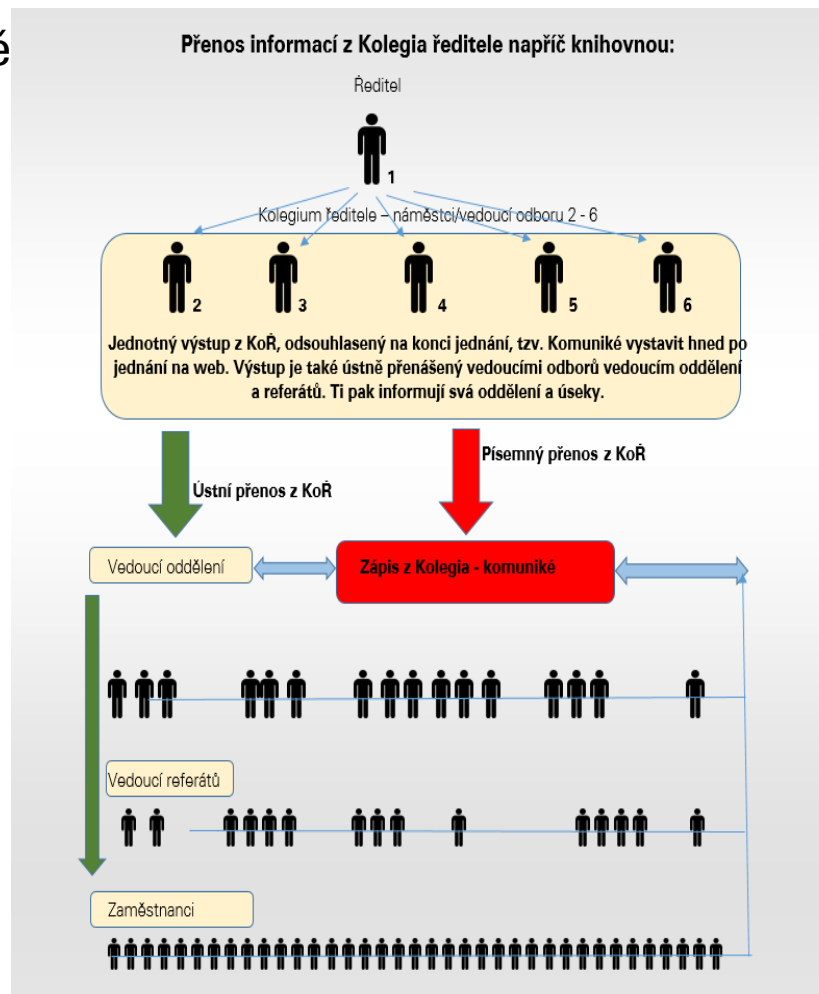 é
Přenos informací z Kolegia ředitele napříč knihovnou:
Ředitel
1
Kolegium ředitele – náměstci/vedoucí odboru 2 - 6
2 3 4 5 6
Jednotný výstup z KoŘ, odsouhlasený na konci jednání, tzv. Komuniké vystavit hned po
jednání na web. Výstup je také ústně přenášený vedoucími odborů vedoucím oddělení
a referátů. Ti pak informují svá oddělení a úseky.
Písemný přenos z KoŘ
Ústní přenos z KoŘ
Vedoucí oddělení
Zápis z Kolegia - komuniké
Vedoucí referátů
Zaměstnanci